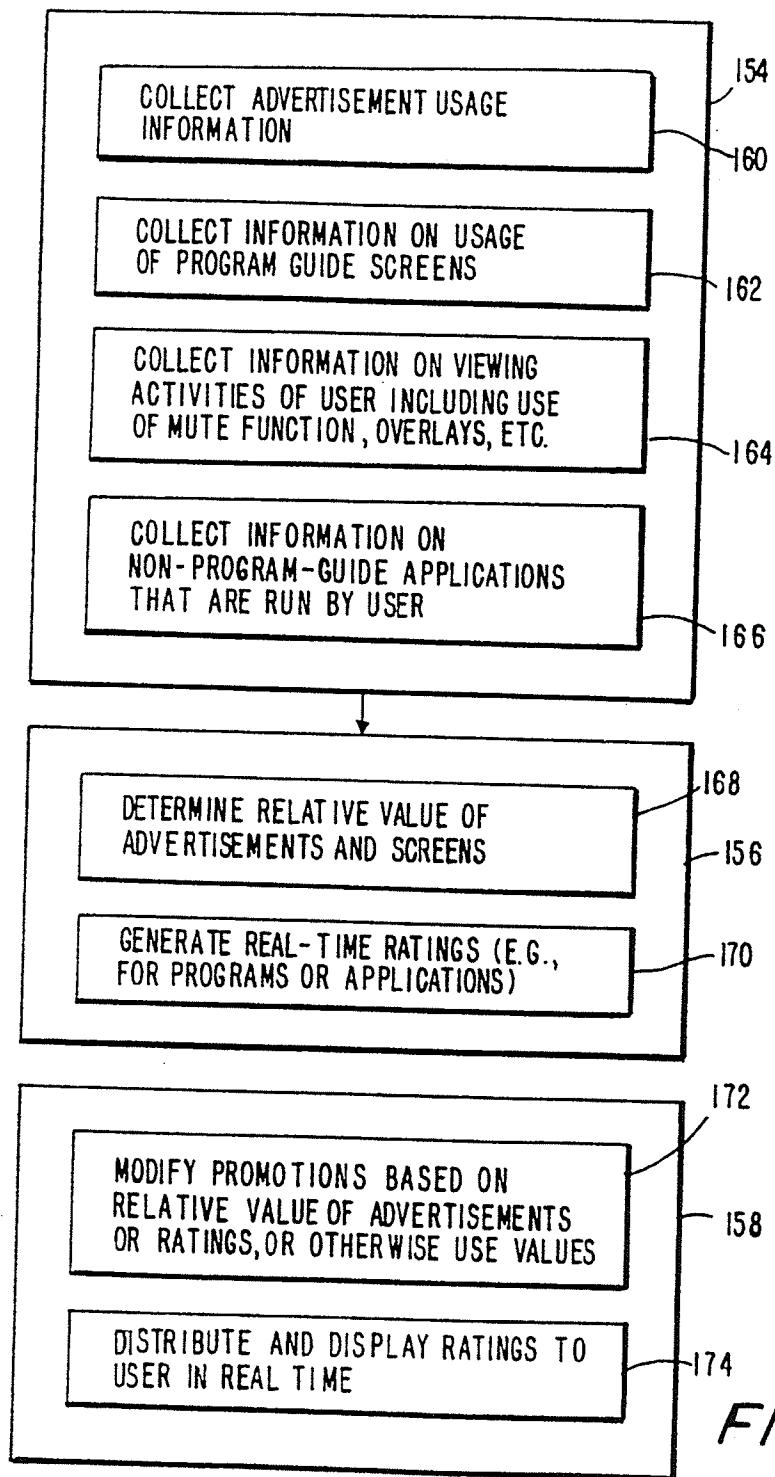 154
COLLECT ADVERTISEMENT USAGE
INFORMATION
160
COLLECT INFORMATION ON USAGE
OF PROGRAM GUIDE SCREENS
162
COLLECT INFORMATION ON VIEWING
ACTIVITIES OF USER INCLUDING USE
OF MUTE FUNCTION, OVERLAYS, ETC.
164
COLLECT INFORMATION ON
NON-PROGRAM-GUIDE APPLICATIONS
THAT ARE RUN BY USER
166
168
DETERMINE RELATIVE VALUE OF
ADVERTISEMENTS AND SCREENS
156
GENERATE REAL-TIME RATINGS (E.G.,
FOR PROGRAMS OR APPLICATIONS)
170
172
MODIFY PROMOTIONS BASED ON
RELATIVE VALUE OF ADVERTISEMENTS
OR RATINGS, OR OTHERWISE USE VALUES
158
DISTRIBUTE AND DISPLAY RATINGS TO
USER IN REAL TIME
174